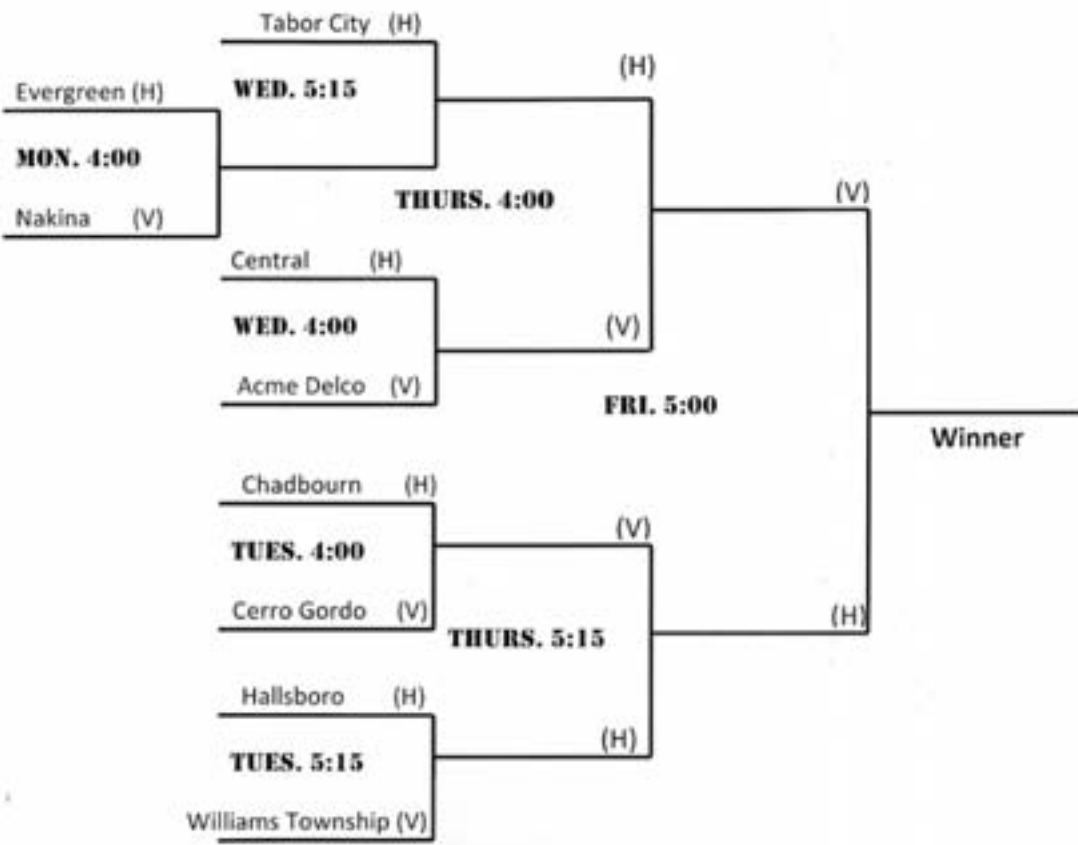 Tabor City (H)
(H)
WED. 5:15
Evergreen (H)
MON. 4:00
THURS. 4:00
(V)
Nakina (V)
Central (H)
WED. 4:00
(V)
Acme Delco (V)
FRI. 5:00
Winner
Chadbourn (H)
(V)
TUES. 4:00
Cerro Gordo (V)
(H)
THURS. 5:15
Hallsboro (H)
(H)
TUES. 5:15
Williams Township (V)